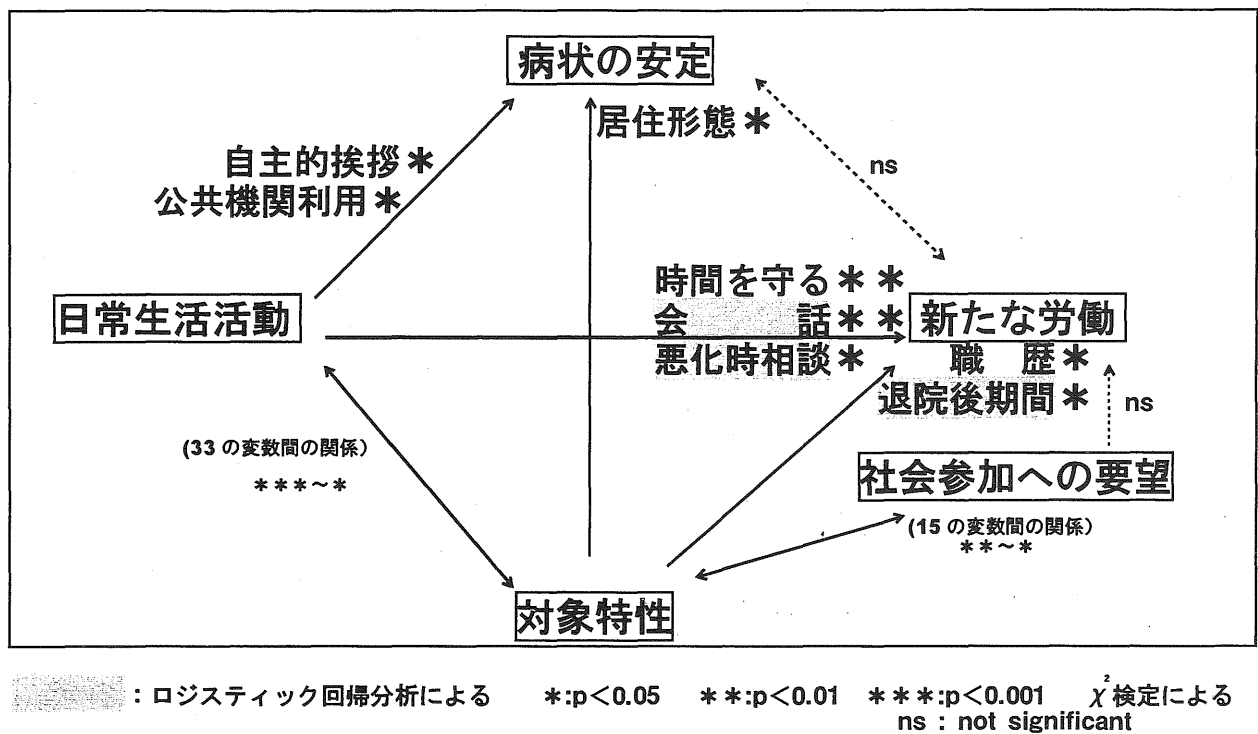 病状の安定
居住形態＊
自主的挨拶＊
公共機関利用＊
ns
日常生活活動
時間を守る＊＊
会　　話＊＊
悪化時相談＊
新たな労働
職　歴＊
退院後期間＊
ns
(33の変数間の関係)
＊＊＊～＊
社会参加への要望
(15の変数間の関係)
＊＊～＊
対象特性
：ロジスティック回帰分析による　＊:p＜0.05　＊＊:p＜0.01　＊＊＊:p＜0.001　χ²検定による
ns : not significant